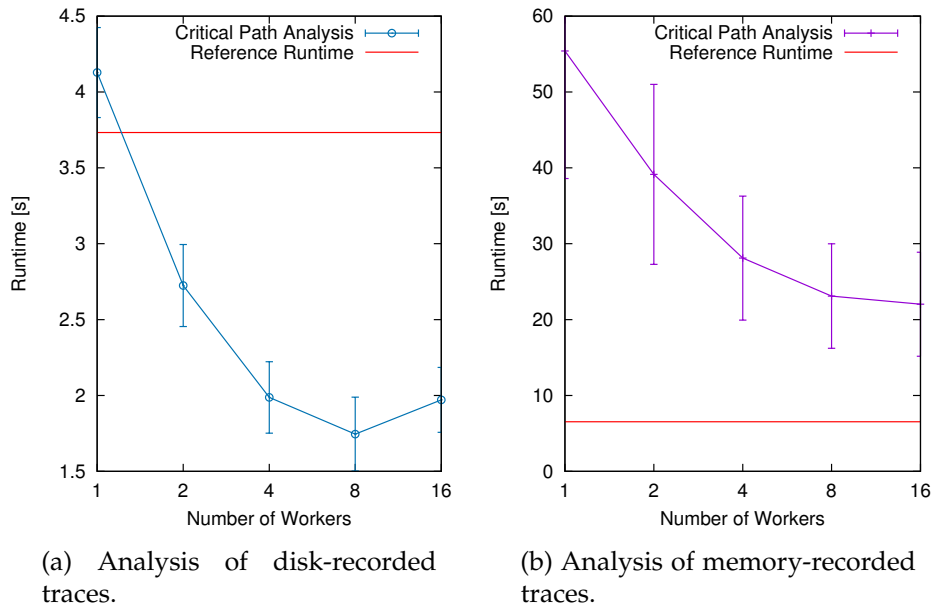 4.5
4
3.5
3
2.5
2
1.5
Runtime [s]
Critical Path Analysis
Reference Runtime
1 2 4 8 16
Number of Workers
(a) Analysis of disk-recorded
traces.
60
50
40
30
20
10
0
Runtime [s]
Critical Path Analysis
Reference Runtime
1 2 4 8 16
Number of Workers
(b) Analysis of memory-recorded
traces.